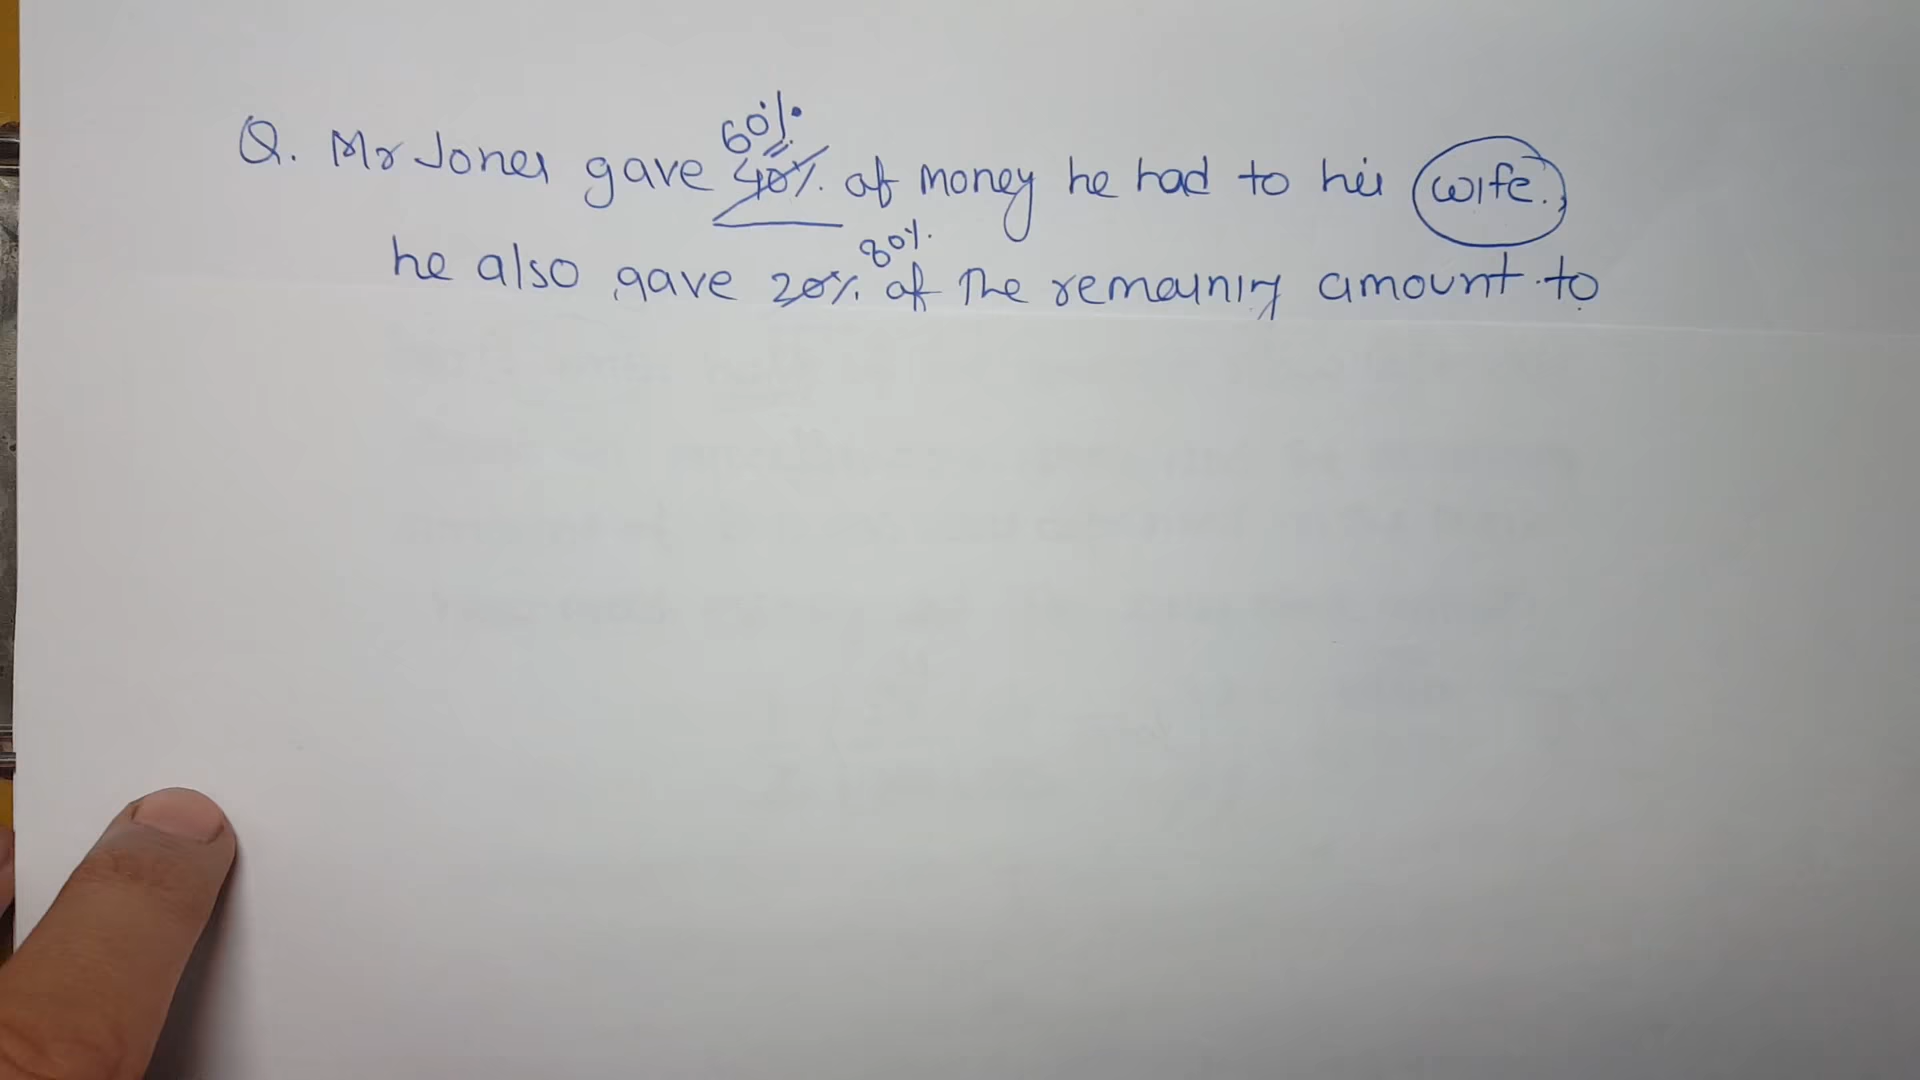 60%
Q. Mr Jones gave 40% of money he had to his wife.,
80%.
he also gave 20% of the remaining amount to